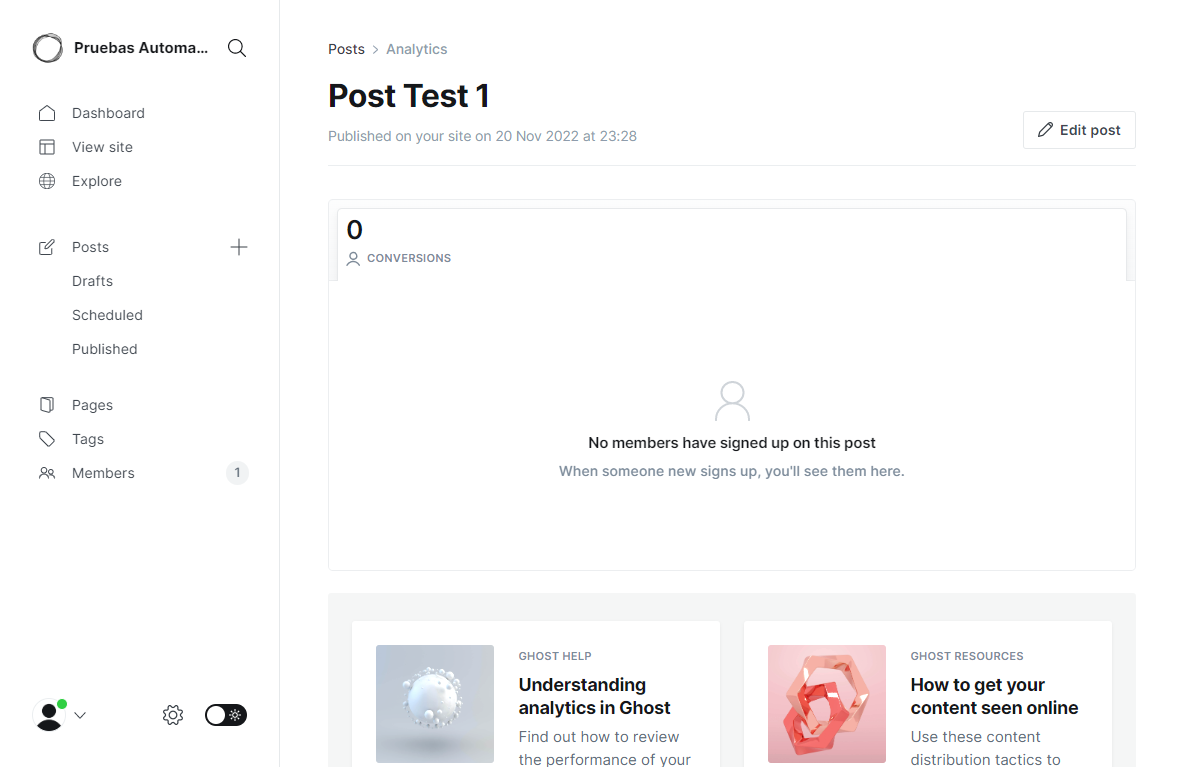 Pruebas Automa...
Dashboard
View site
Explore
Posts
Drafts
Scheduled
Published
Pages
Tags
Members 1
Posts > Analytics
Post Test 1
Published on your site on 20 Nov 2022 at 23:28
Edit post
0
CONVERSIONS
No members have signed up on this post
When someone new signs up, you'll see them here.
GHOST HELP
Understanding
analytics in Ghost
Find out how to review
the performance of your
GHOST RESOURCES
How to get your
content seen online
Use these content
distribution tactics to